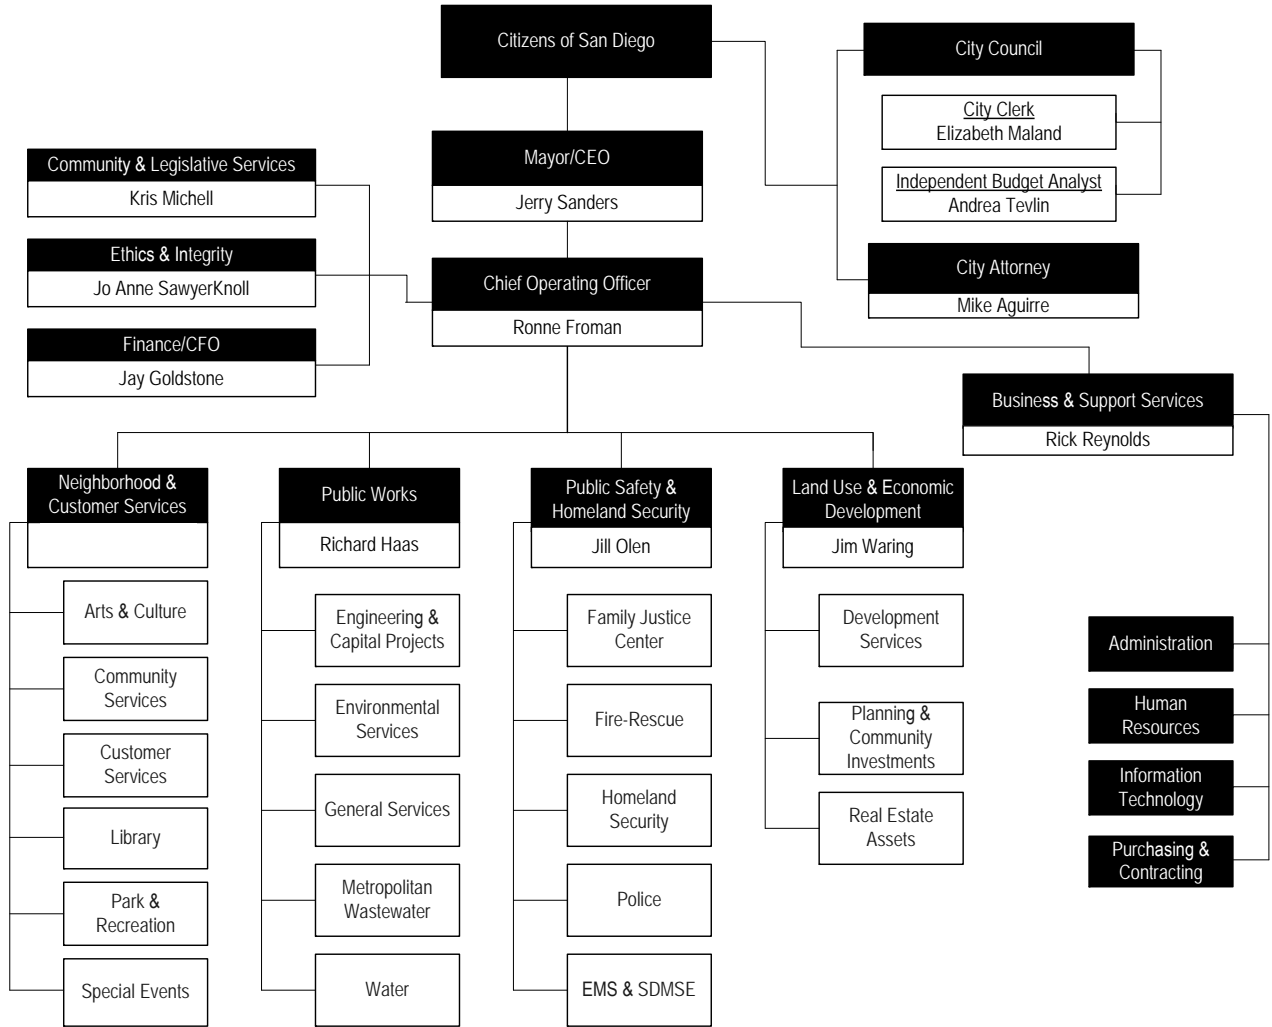 Citizens of San Diego
City Council
City Clerk
Elizabeth Maland
Independent Budget Analyst
Andrea Tevlin
City Attorney
Mike Aguirre
Mayor/CEO
Jerry Sanders
Community & Legislative Services
Kris Michell
Ethics & Integrity
Jo Anne SawyerKnoll
Finance/CFO
Jay Goldstone
Chief Operating Officer
Ronne Froman
Business & Support Services
Rick Reynolds
Neighborhood &
Customer Services
Arts & Culture
Community
Services
Customer
Services
Library
Park &
Recreation
Special Events
Public Works
Richard Haas
Engineering &
Capital Projects
Environmental
Services
General Services
Metropolitan
Wastewater
Water
Public Safety &
Homeland Security
Jill Olen
Family Justice
Center
Fire-Rescue
Homeland
Security
Police
EMS & SDMSE
Land Use & Economic
Development
Jim Waring
Development
Services
Planning &
Community
Investments
Real Estate
Assets
Administration
Human
Resources
Information
Technology
Purchasing &
Contracting